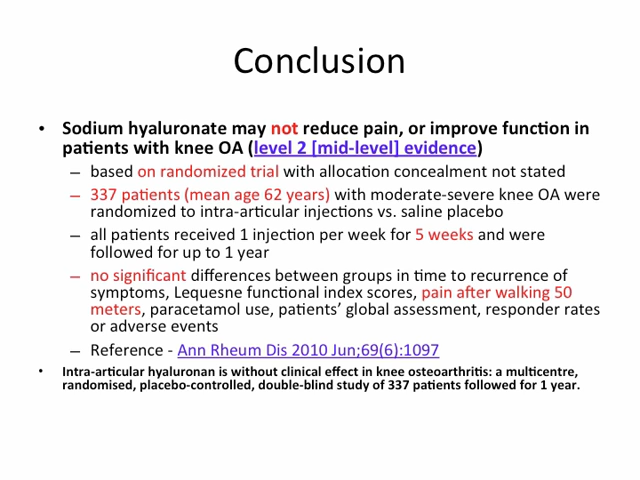 Conclusion
• Sodium hyaluronate may not reduce pain, or improve function in
patients with knee OA (level 2 [mid-level] evidence)
– based on randomized trial with allocation concealment not stated
– 337 patients (mean age 62 years) with moderate-severe knee OA were
randomized to intra-articular injections vs. saline placebo
– all patients received 1 injection per week for 5 weeks and were
followed for up to 1 year
– no significant differences between groups in time to recurrence of
symptoms, Lequesne functional index scores, pain after walking 50
meters, paracetamol use, patients’ global assessment, responder rates
or adverse events
– Reference - Ann Rheum Dis 2010 Jun;69(6):1097
• Intra-articular hyaluronan is without clinical effect in knee osteoarthritis: a multicentre,
randomised, placebo-controlled, double-blind study of 337 patients followed for 1 year.